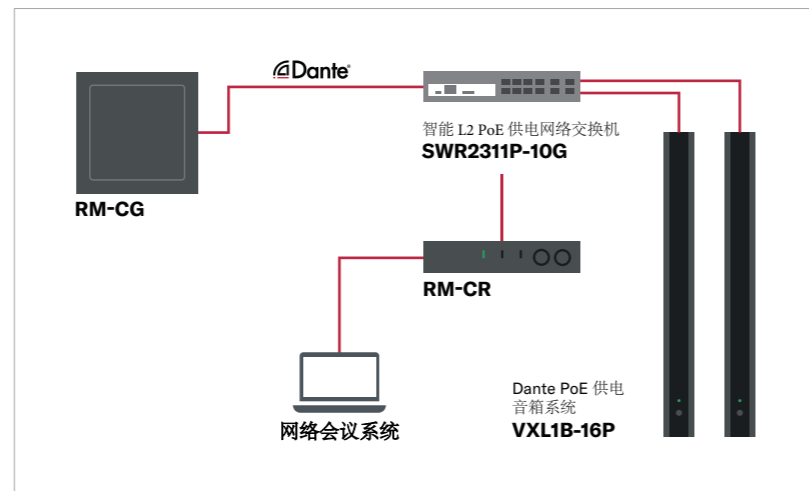 Dante
智能 L2 PoE 供电网络交换机
SWR2311P-10G
RM-CG
RM-CR
网络会议系统
Dante PoE 供电
音箱系统
VXL1B-16P